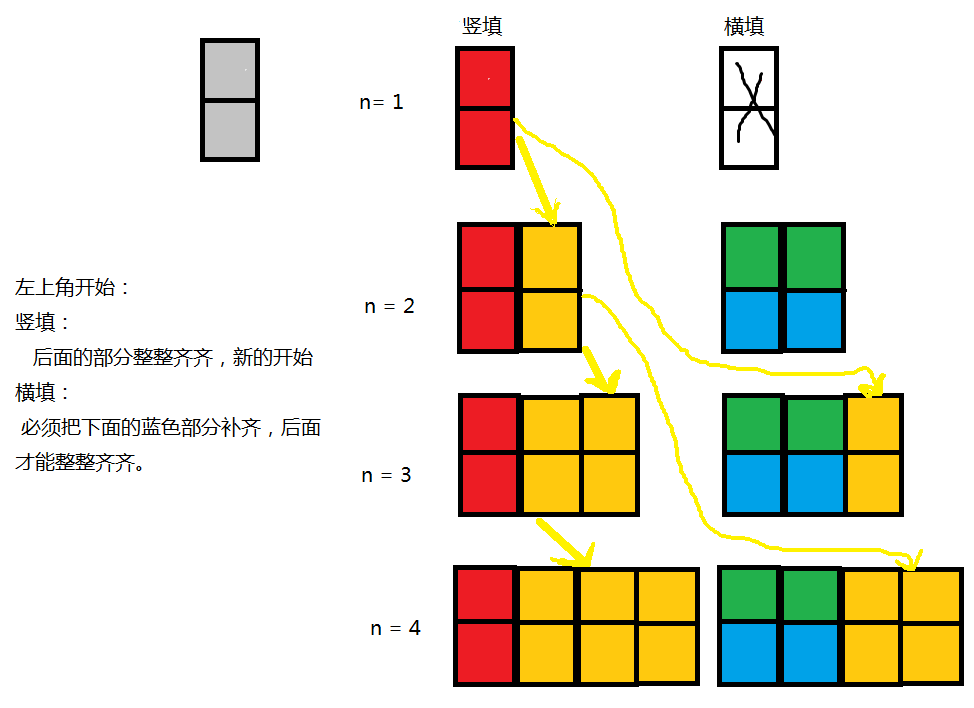 竖填
横填
n= 1
n = 2
左上角开始：
竖填：
后面的部分整整齐齐，新的开始
横填：
必须把下面的蓝色部分补齐，后面
才能整整齐齐。
n = 3
n = 4